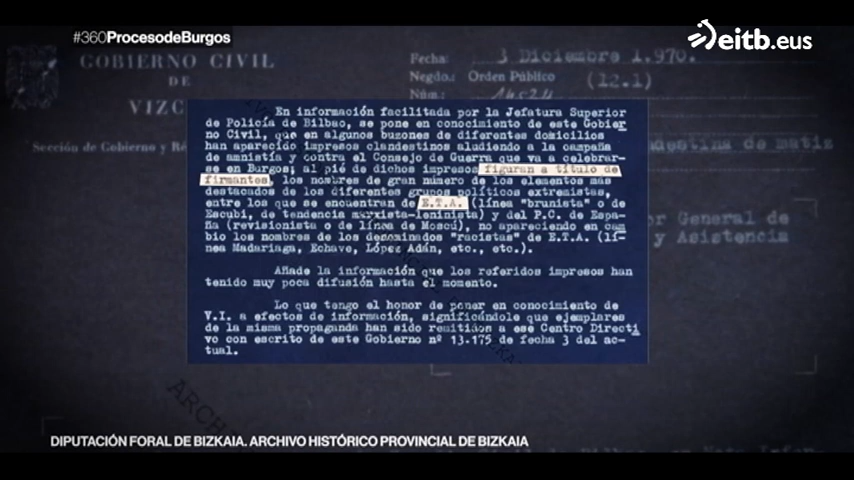 #360ProcesodeBurgos
eitb.eus
GOBIERNO CIVIL
DE
VIZC
Sección de Gobierno y Ré
Fecha: 3 Diciembre 1.970.
Negdo.: Orden Público (12.1)
Núm.: 14524
En información facilitada por la Jefatura Superior
de Policía de Bilbao, se pone en conocimiento de este Gobier
no Civil, que en algunos buzones de diferentes domicilios
han aparecido impresos clandestinos aludiendo a la campaña
de amnistía y contra el Consejo de Guerra que va a celebrar-
se en Burgos; al pié de dichos impresos figuran a título de
firmantes, los nombres de gran número de los elementos más
destacados de los diferentes grupos políticos extremistas,
entre los que se encuentran de E.T.A. (línea "brunista" o de
Escubi, de tendencia marxista-leninista) y del P.C. de Espa-
ña (revisionista o de línea de Moscú), no apareciendo en cam
bio los nombres de los denominados "racistas" de E.T.A. (lí-
nea Madariaga, Echave, López Adán, etc., etc.).
Añade la información que los referidos impresos han
tenido muy poca difusión hasta el momento.
Lo que tengo el honor de poner en conocimiento de
V.I. a efectos de información, significándole que ejemplares
de la misma propaganda han sido remitidos a ese Centro Directi
vo con escrito de este Gobierno nº 13.175 de fecha 3 del ac-
tual.
destina de matiz
or General de
y Asistencia
ARCH
DIPUTACIÓN FORAL DE BIZKAIA. ARCHIVO HISTÓRICO PROVINCIAL DE BIZKAIA